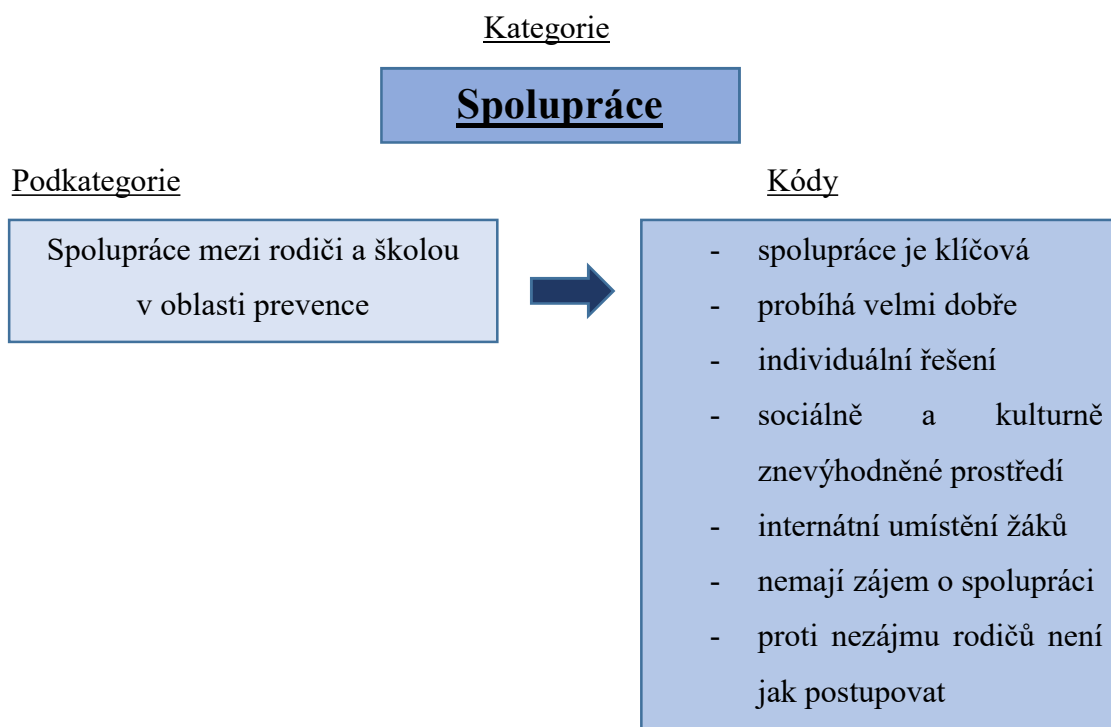 Kategorie
Spolupráce
Podkategorie
Spolupráce mezi rodiči a školou
v oblasti prevence
Kódy
- spolupráce je klíčová
- probíhá velmi dobře
- individuální řešení
- sociálně a kulturně
znevýhodněné prostředí
- internátní umístění žáků
- nemají zájem o spolupráci
- proti nezájmu rodičů není
jak postupovat